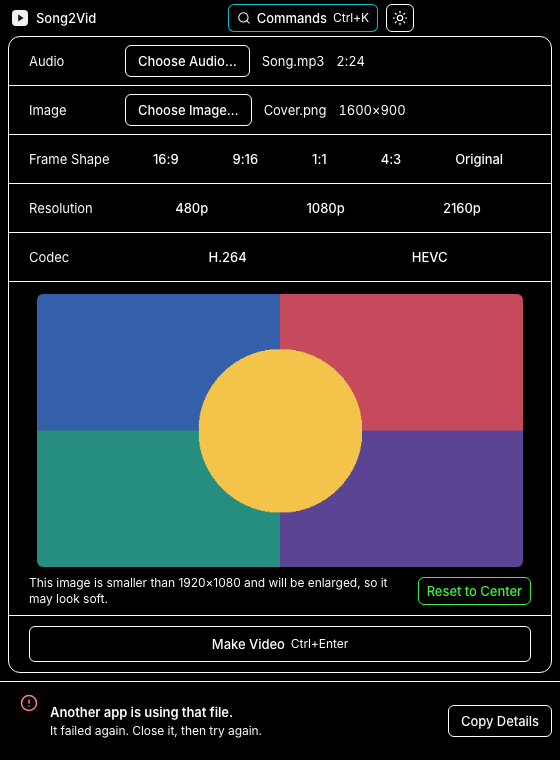 Song2Vid
Commands Ctrl+K
Audio Choose Audio... Song.mp3 2:24
Image Choose Image... Cover.png 1600×900
Frame Shape 16:9 9:16 1:1 4:3 Original
Resolution 480p 1080p 2160p
Codec H.264 HEVC
This image is smaller than 1920×1080 and will be enlarged, so it
may look soft.
Reset to Center
Make Video Ctrl+Enter
Another app is using that file.
It failed again. Close it, then try again.
Copy Details